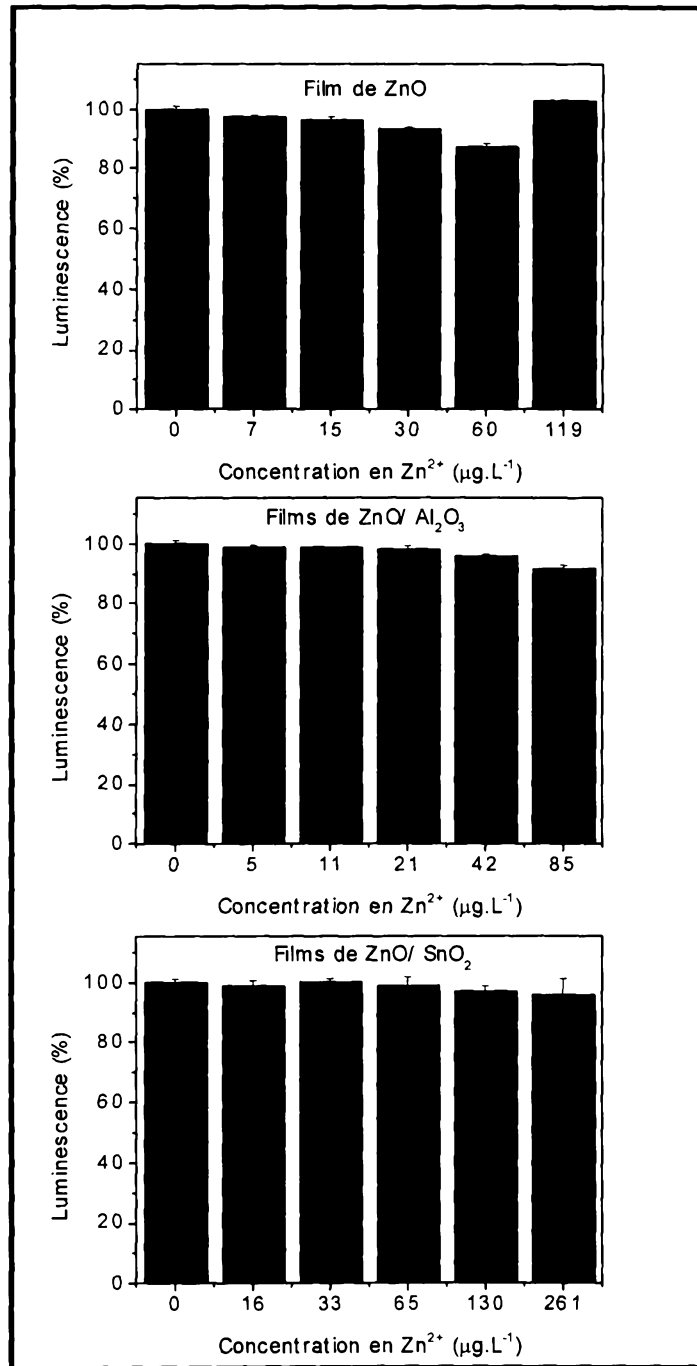 Film de ZnO
100
80
60
40
20
0
Luminescence (%)
0 7 15 30 60 119
Concentration en Zn²⁺ (µg.L⁻¹)
Films de ZnO/ Al₂O₃
100
80
60
40
20
0
Luminescence (%)
0 5 11 21 42 85
Concentration en Zn²⁺ (µg.L⁻¹)
Films de ZnO/ SnO₂
100
80
60
40
20
0
Luminescence (%)
0 16 33 65 130 261
Concentration en Zn²⁺ (µg.L⁻¹)